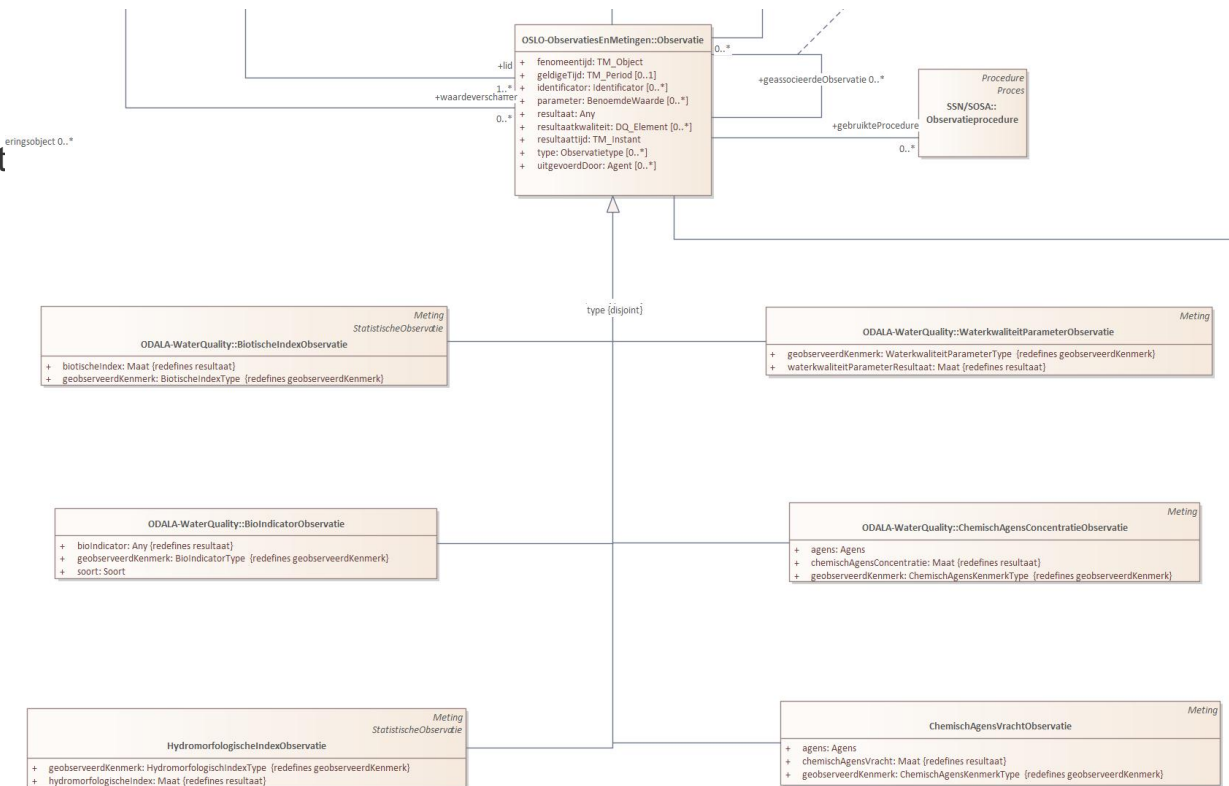 OSLO-ObservatiesEnMetingen::Observatie
+ fenomeentijd: TM_Object
+ geldigeTijd: TM_Period [0..1]
+ identificator: Identificator [0..*]
+ parameter: BenoemdeWaarde [0..*]
+ resultaat: Any
+ resultaatkwaliteit: DQ_Element [0..*]
+ resultaattijd: TM_Instant
+ type: Observatietype [0..*]
+ uitgevoerdDoor: Agent [0..*]
+lid
1..*
+waardeverschaffer
0..*
eringsobject 0..*
t
0..*
+geassocieerdeObservatie 0..*
+gebruikteProcedure
0..*
Procedure
Proces
SSN/SOSA::
Observatieprocedure
type {disjoint}
Meting
StatistischeObservatie
ODALA-WaterQuality::BiotischeIndexObservatie
+ biotischeIndex: Maat {redefines resultaat}
+ geobserveerdKenmerk: BiotischeIndexType {redefines geobserveerdKenmerk}
Meting
ODALA-WaterQuality::WaterkwaliteitParameterObservatie
+ geobserveerdKenmerk: WaterkwaliteitParameterType {redefines geobserveerdKenmerk}
+ waterkwaliteitParameterResultaat: Maat {redefines resultaat}
ODALA-WaterQuality::BioIndicatorObservatie
+ bioIndicator: Any {redefines resultaat}
+ geobserveerdKenmerk: BioIndicatorType {redefines geobserveerdKenmerk}
+ soort: Soort
Meting
ODALA-WaterQuality::ChemischAgensConcentratieObservatie
+ agens: Agens
+ chemischAgensConcentratie: Maat {redefines resultaat}
+ geobserveerdKenmerk: ChemischAgensKenmerkType {redefines geobserveerdKenmerk}
Meting
StatistischeObservatie
HydromorfologischeIndexObservatie
+ geobserveerdKenmerk: HydromorfologischIndexType {redefines geobserveerdKenmerk}
+ hydromorfologischeIndex: Maat {redefines resultaat}
Meting
ChemischAgensVrachtObservatie
+ agens: Agens
+ chemischAgensVracht: Maat {redefines resultaat}
+ geobserveerdKenmerk: ChemischAgensKenmerkType {redefines geobserveerdKenmerk}